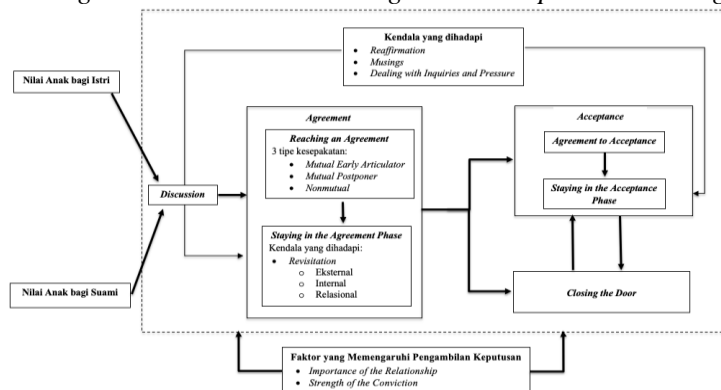 Kendala yang dihadapi
• Reaffirmation
• Musings
• Dealing with Inquiries and Pressure
Nilai Anak bagi Istri
Discussion
Nilai Anak bagi Suami
Agreement
Reaching an Agreement
3 tipe kesepakatan:
• Mutual Early Articulator
• Mutual Postponer
• Nonmutual
Staying in the Agreement Phase
Kendala yang dihadapi:
• Revisitation
o Eksternal
o Internal
o Relasional
Acceptance
Agreement to Acceptance
Staying in the Acceptance
Phase
Closing the Door
Faktor yang Memengaruhi Pengambilan Keputusan
• Importance of the Relationship
• Strength of the Conviction